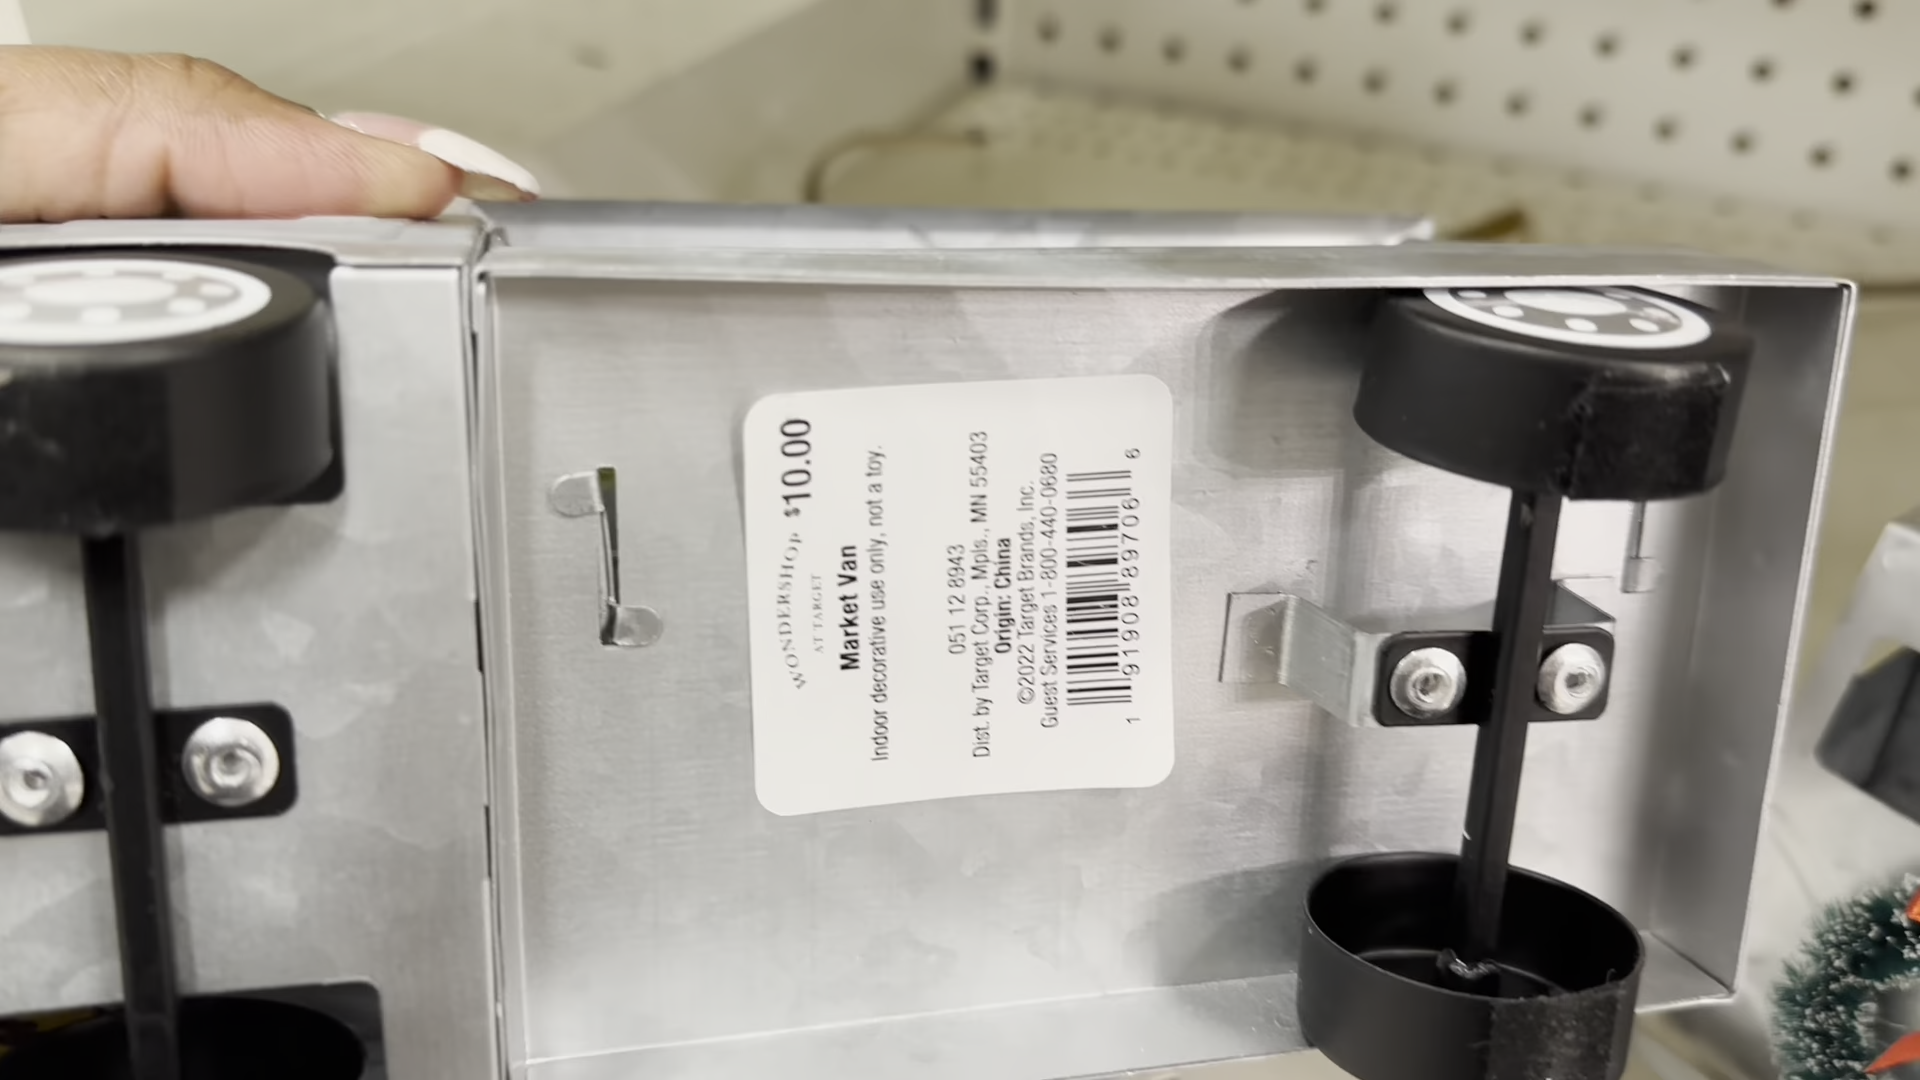 WONDERSHOP $10.00
AT TARGET
Market Van
Indoor decorative use only, not a toy.
051 12 8943
Dist. by Target Corp., Mpls., MN 55403
Origin: China
©2022 Target Brands, Inc.
Guest Services 1-800-440-0680
1 91908 89706 6